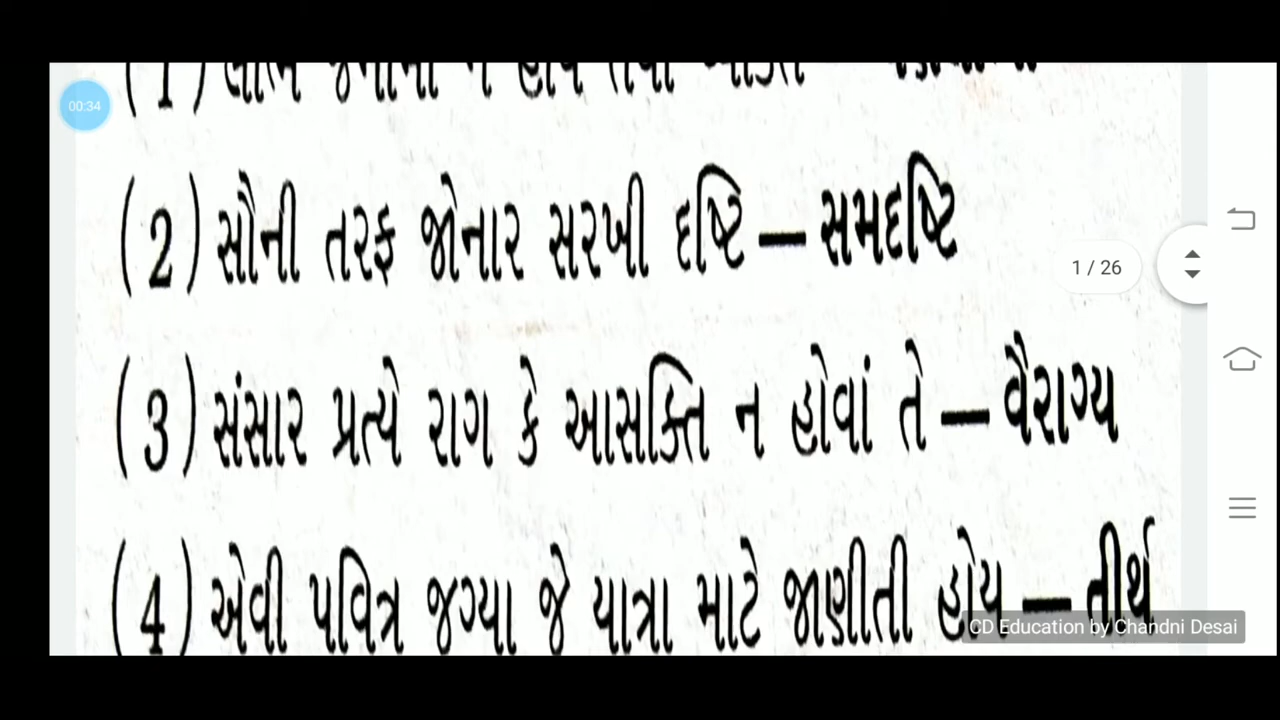 00:34
(2) સૌની તરફ જોનાર સરખી દૃષ્ટિ – સમદૃષ્ટિ
1 / 26
(3) સંસાર પ્રત્યે રાગ કે આસક્તિ ન હોવાં તે – વૈરાગ્ય
(4) એવી પવિત્ર જગ્યા જે યાત્રા માટે જાણીતી હોય – તીર્થ
CD Education by Chandni Desai